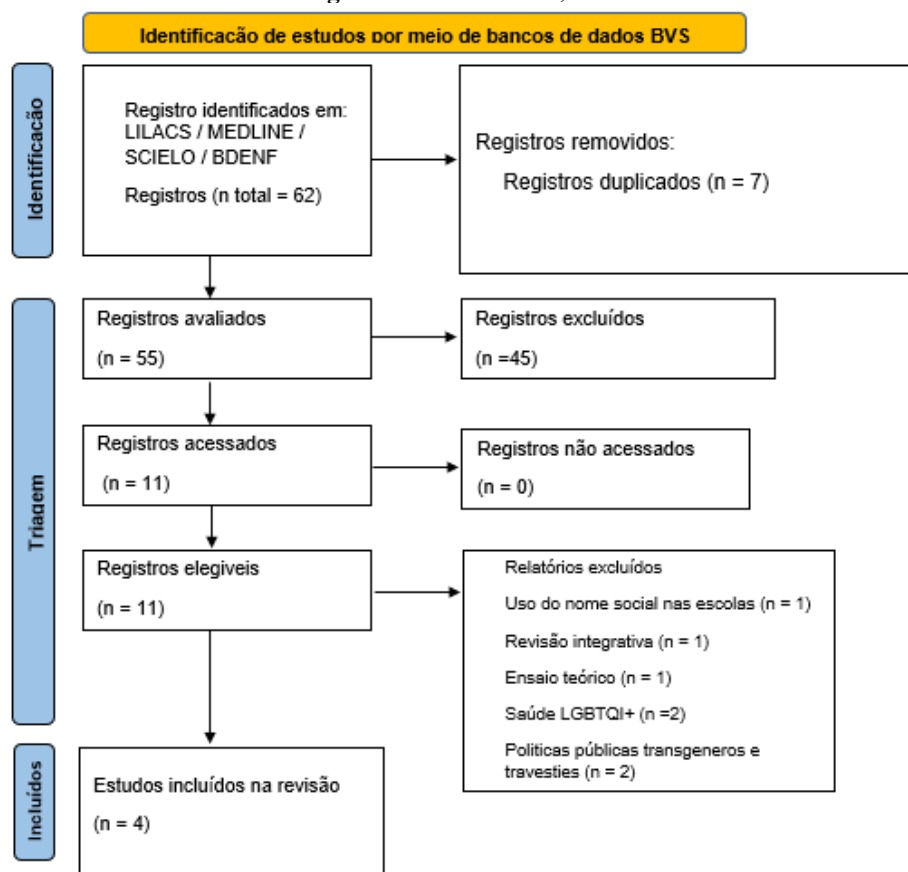 Identificação de estudos por meio de bancos de dados BVS
Identificação
Registro identificados em:
LILACS / MEDLINE /
SCIELO / BDENF
Registros (n total = 62)
Registros removidos:
Registros duplicados (n = 7)
Triagem
Registros avaliados
(n = 55)
Registros excluídos
(n =45)
Registros acessados
(n = 11)
Registros não acessados
(n = 0)
Registros elegiveis
(n = 11)
Relatórios excluídos
Uso do nome social nas escolas (n = 1)
Revisão integrativa (n = 1)
Ensaio teórico (n = 1)
Saúde LGBTQI+ (n =2)
Politicas públicas transgeneros e
travesties (n = 2)
Incluídos
Estudos incluídos na revisão
(n = 4)